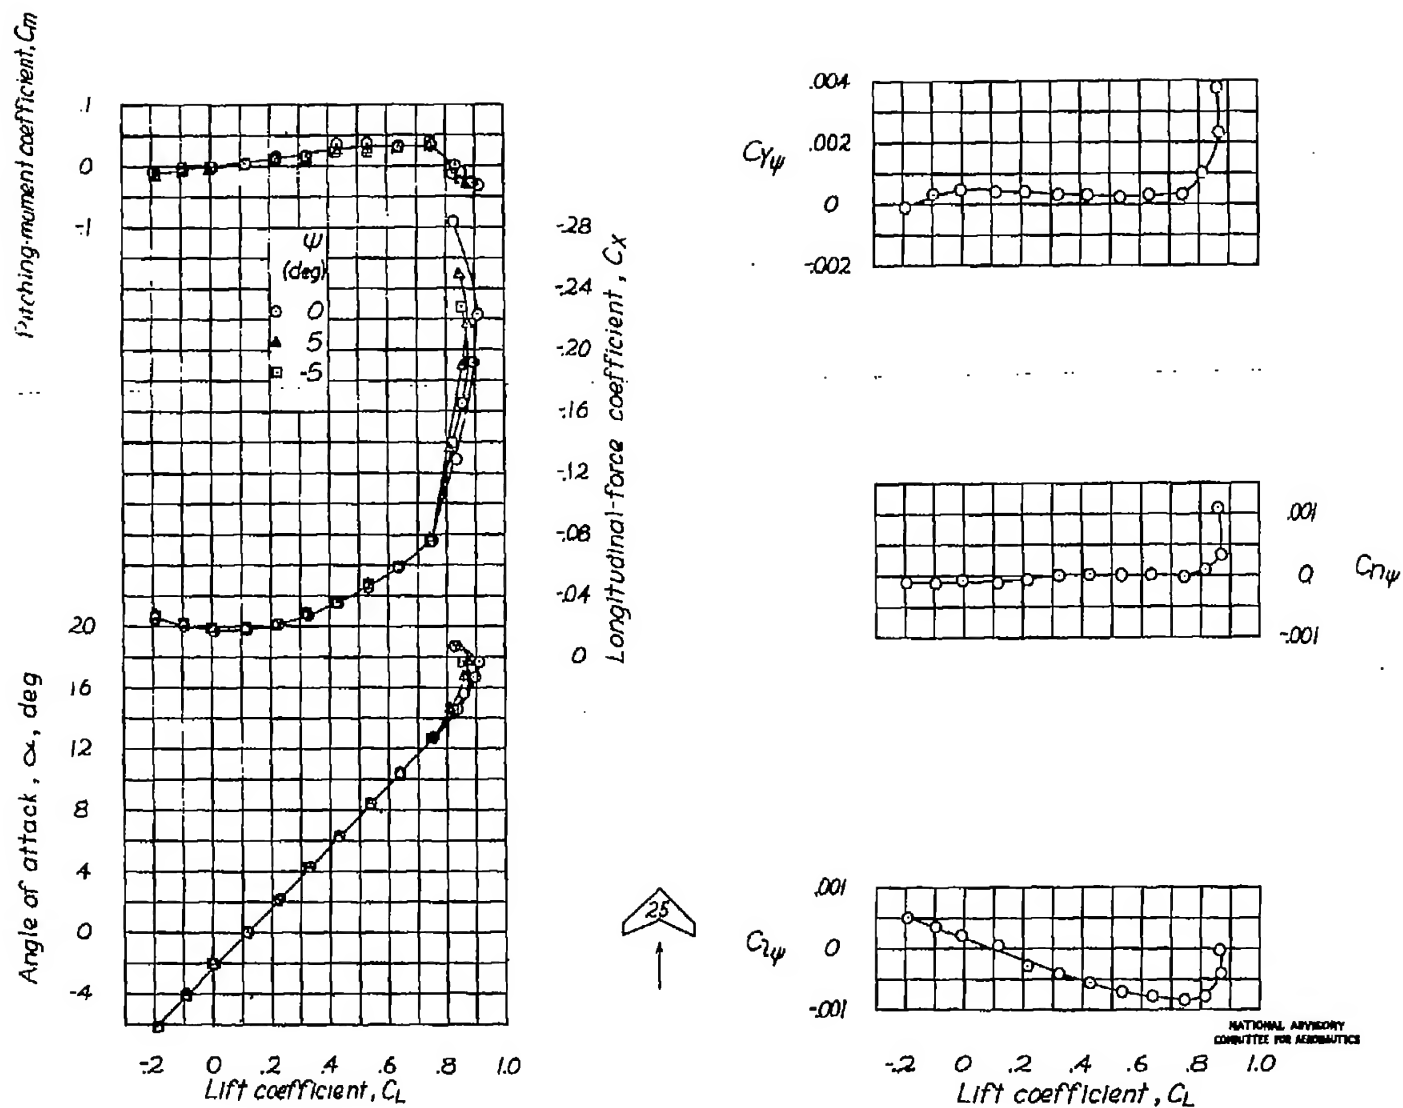 Pitching-moment coefficient, Cm
.1
0
-.1
ψ
(deg)
0
5
-5
-.28
-.24
-.20
-.16
-.12
-.08
-.04
0
Longitudinal-force coefficient, CX
20
16
12
8
4
0
-4
Angle of attack, α, deg
-.2 0 .2 .4 .6 .8 1.0
Lift coefficient, CL
25
.004
.002
0
-.002
CYψ
.001
0
-.001
Cnψ
.001
0
-.001
Clψ
NATIONAL ADVISORY
COMMITTEE FOR AERONAUTICS
-.2 0 .2 .4 .6 .8 1.0
Lift coefficient, CL